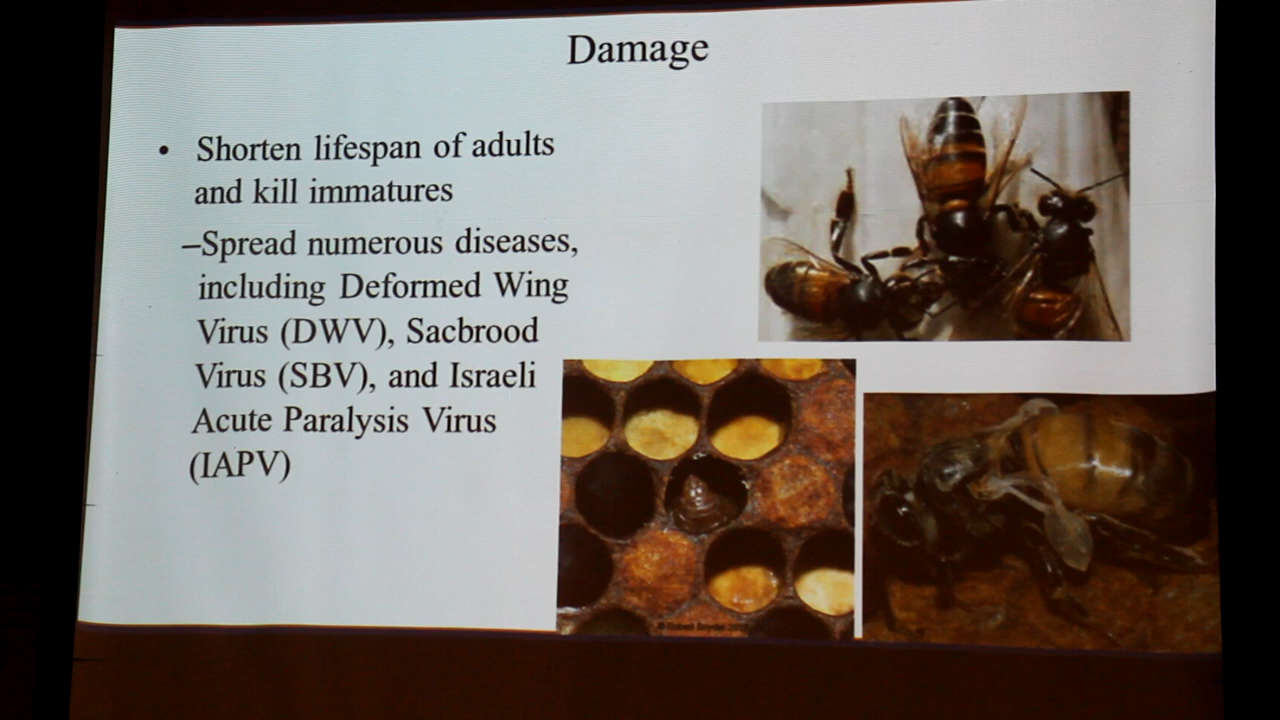 Damage
• Shorten lifespan of adults
and kill immatures
–Spread numerous diseases,
including Deformed Wing
Virus (DWV), Sacbrood
Virus (SBV), and Israeli
Acute Paralysis Virus
(IAPV)